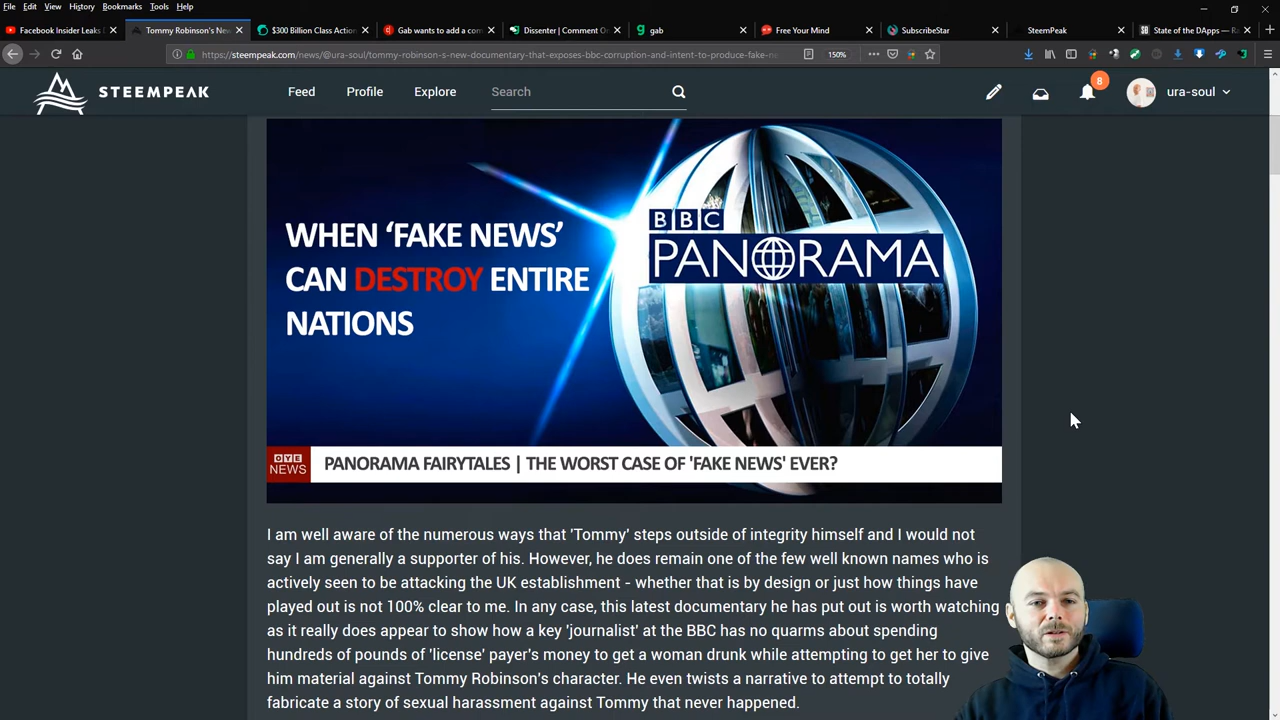 File Edit View History Bookmarks Tools Help
Facebook Insider Leaks D
Tommy Robinson's New
$300 Billion Class Action
Gab wants to add a com
Dissenter | Comment On
gab
Free Your Mind
SubscribeStar
SteemPeak
State of the DApps — Ra
https://steempeak.com/news/@ura-soul/tommy-robinson-s-new-documentary-that-exposes-bbc-corruption-and-intent-to-produce-fake-ne
150%
STEEMPEAK
Feed Profile Explore Search
8
ura-soul
WHEN ‘FAKE NEWS’
CAN DESTROY ENTIRE
NATIONS
BBC
PANORAMA
OYE
NEWS
PANORAMA FAIRYTALES | THE WORST CASE OF 'FAKE NEWS' EVER?
I am well aware of the numerous ways that 'Tommy' steps outside of integrity himself and I would not
say I am generally a supporter of his. However, he does remain one of the few well known names who is
actively seen to be attacking the UK establishment - whether that is by design or just how things have
played out is not 100% clear to me. In any case, this latest documentary he has put out is worth watching
as it really does appear to show how a key 'journalist' at the BBC has no quarms about spending
hundreds of pounds of 'license' payer's money to get a woman drunk while attempting to get her to give
him material against Tommy Robinson's character. He even twists a narrative to attempt to totally
fabricate a story of sexual harassment against Tommy that never happened.